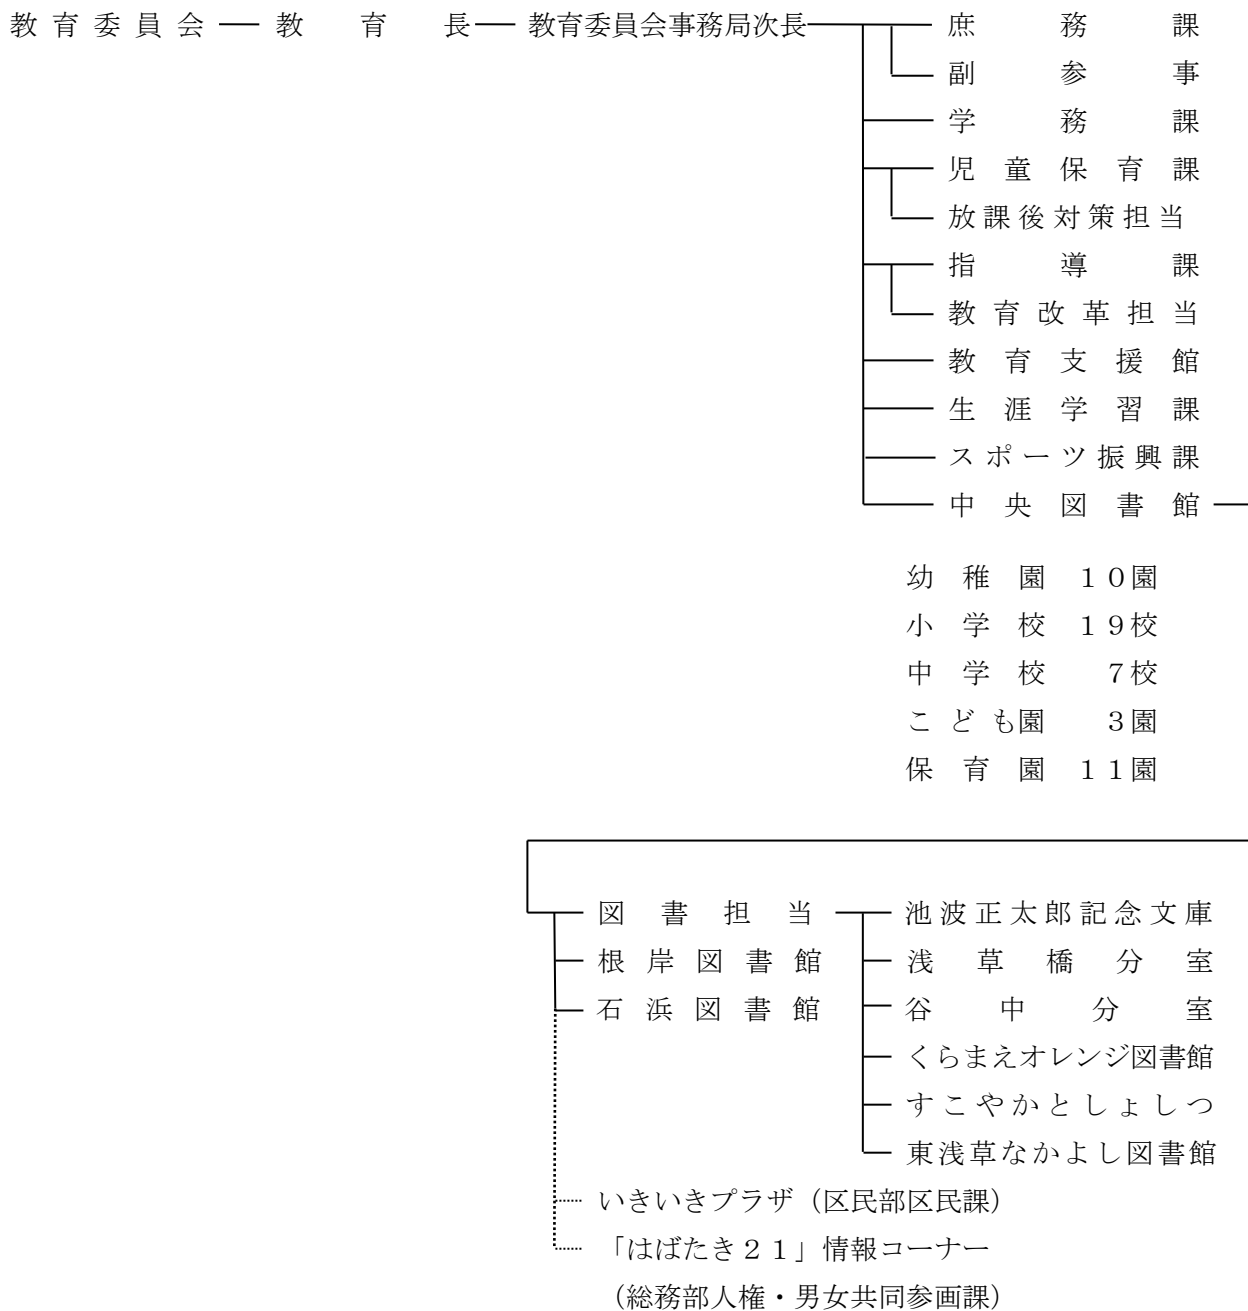 教育委員会 教育長 教育委員会事務局次長 庶務課
副参事
学務課
児童保育課
放課後対策担当
指導課
教育改革担当
教育支援館
生涯学習課
スポーツ振興課
中央図書館
幼稚園 １０園
小学校 １９校
中学校 ７校
こども園 ３園
保育園 １１園
図書担当 池波正太郎記念文庫
根岸図書館 浅草橋分室
石浜図書館 谷中分室
くらまえオレンジ図書館
すこやかとしょしつ
東浅草なかよし図書館
いきいきプラザ（区民部区民課）
「はばたき２１」情報コーナー
（総務部人権・男女共同参画課）